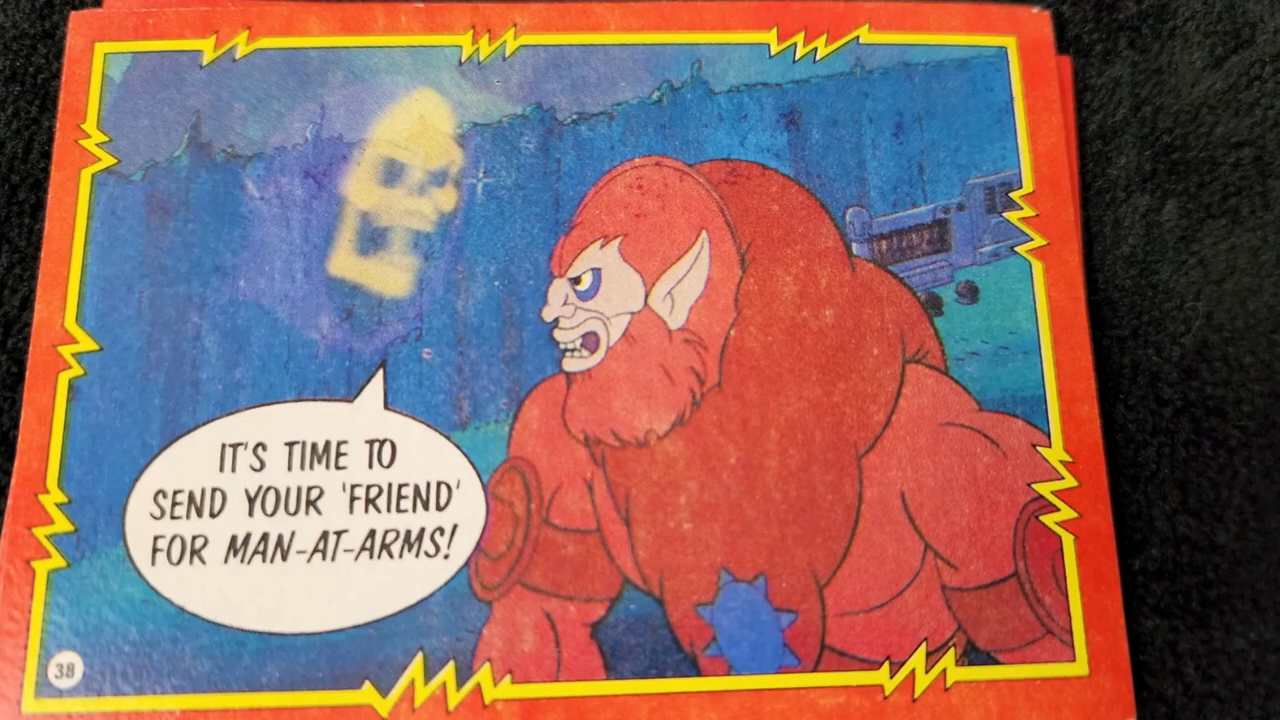 IT'S TIME TO
SEND YOUR 'FRIEND'
FOR MAN-AT-ARMS!
38